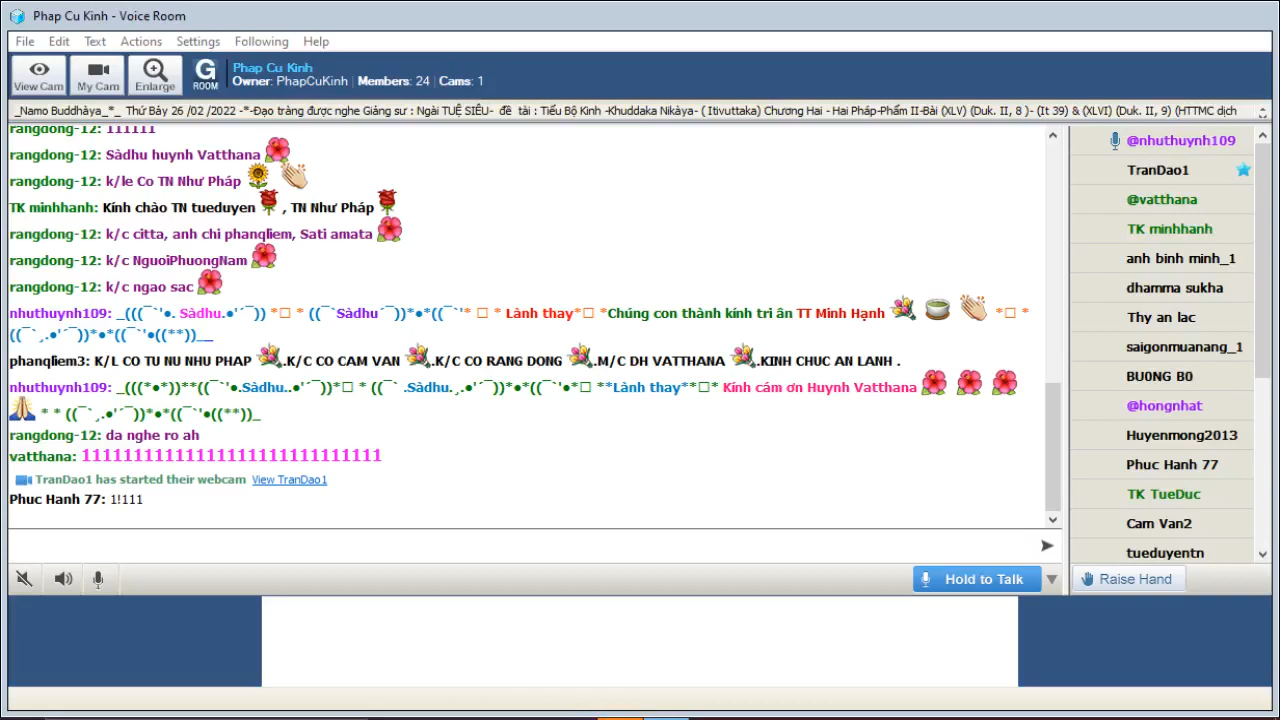 Phap Cu Kinh - Voice Room
File Edit Text Actions Settings Following Help
View Cam My Cam Enlarge G ROOM
Phap Cu Kinh
Owner: PhapCuKinh Members: 24 Cams: 1
_Namo Buddhàya_*_ Thứ Bảy 26 /02 /2022 -*-Đạo tràng được nghe Giảng sư : Ngài TUỆ SIÊU- đề tài : Tiểu Bộ Kinh -Khuddaka Nikàya- ( Itivuttaka) Chương Hai - Hai Pháp-Phẩm II-Bài (XLV) (Duk. II, 8 )- (It 39) & (XLVI) (Duk. II, 9) (HTTMC dịch
rangdong-12: 111111
rangdong-12: Sàdhu huynh Vatthana
rangdong-12: k/le Co TN Như Pháp
TK minhhanh: Kính chào TN tueduyen , TN Như Pháp
rangdong-12: k/c citta, anh chi phanqliem, Sati amata
rangdong-12: k/c NguoiPhuongNam
rangdong-12: k/c ngao sac
nhuthuynh109: _(((¯`'●. Sàdhu.●'´¯)) *□ * ((¯`Sàdhu´¯))*●*((¯`'* □ * Lành thay*□ *Chúng con thành kính tri ân TT Minh Hạnh *□ *
((¯`¸.●'´¯))*●*((¯`'●((**))__
phanqliem3: K/L CO TU NU NHU PHAP .K/C CO CAM VAN .K/C CO RANG DONG .M/C DH VATTHANA .KINH CHUC AN LANH .
nhuthuynh109: _(((*●*))**((¯`'●.Sàdhu..●'´¯))*□ * ((¯` .Sàdhu.¸.●'´¯))*●*((¯`'●*□ **Lành thay**□* Kính cám ơn Huynh Vatthana
* * ((¯`¸.●'´¯))*●*((¯`'●((**))_
rangdong-12: da nghe ro ah
vatthana: 11111111111111111111111111111
TranDao1 has started their webcam View TranDao1
Phuc Hanh 77: 1!111
@nhuthuynh109
TranDao1
@vatthana
TK minhhanh
anh binh minh_1
dhamma sukha
Thy an lac
saigonmuanang_1
BU0NG B0
@hongnhat
Huyenmong2013
Phuc Hanh 77
TK TueDuc
Cam Van2
tueduyentn
Hold to Talk
Raise Hand